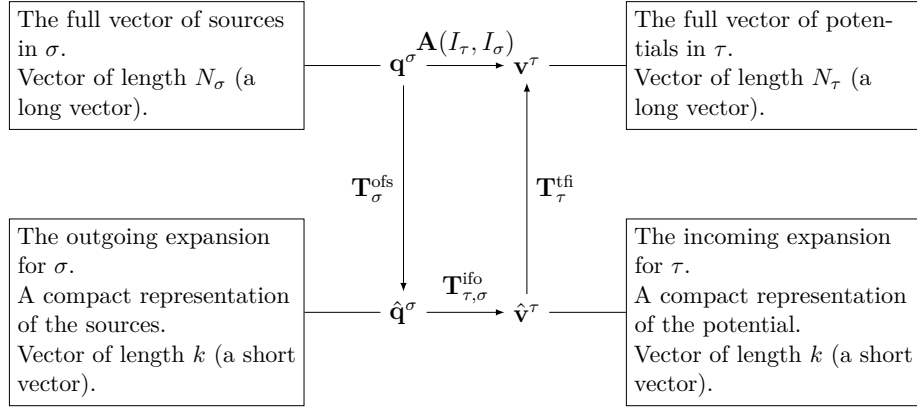 The full vector of sources
in σ.
Vector of length N_σ (a
long vector).
A(I_τ, I_σ)
q^σ
v^τ
The full vector of poten-
tials in τ.
Vector of length N_τ (a
long vector).
T_σ^ofs
T_τ^tfi
The outgoing expansion
for σ.
A compact representation
of the sources.
Vector of length k (a short
vector).
T_τ,σ^ifo
q̂^σ
v̂^τ
The incoming expansion
for τ.
A compact representation
of the potential.
Vector of length k (a short
vector).